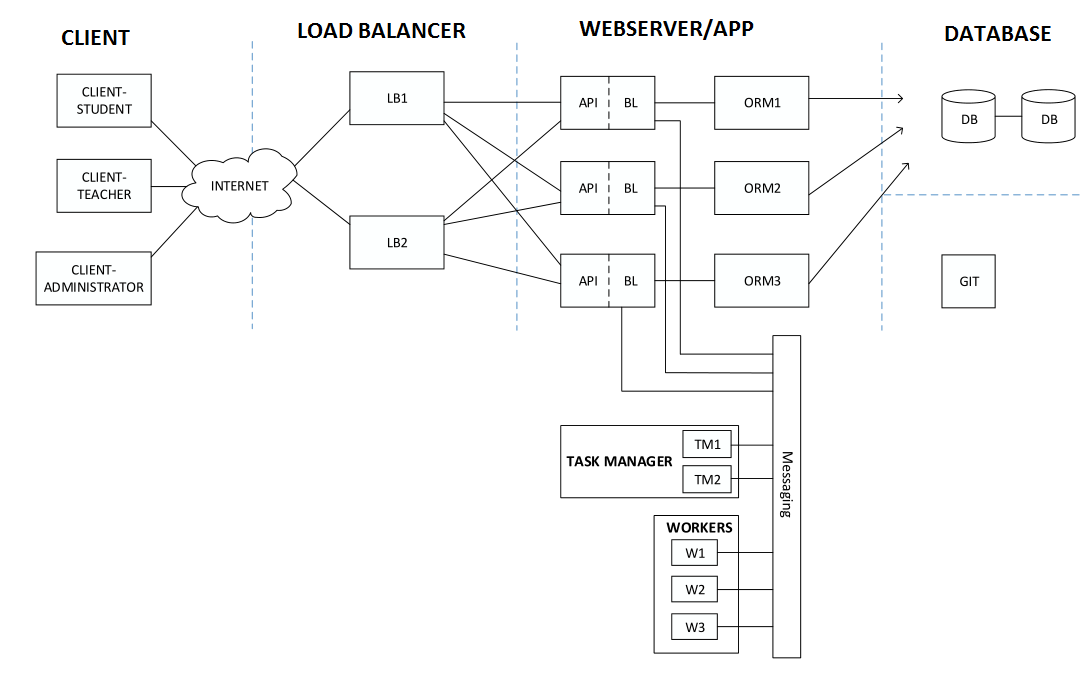 CLIENT
LOAD BALANCER
WEBSERVER/APP
DATABASE
CLIENT-
STUDENT
CLIENT-
TEACHER
CLIENT-
ADMINISTRATOR
INTERNET
LB1
LB2
API
BL
ORM1
API
BL
ORM2
API
BL
ORM3
DB
DB
GIT
TASK MANAGER
TM1
TM2
WORKERS
W1
W2
W3
Messaging